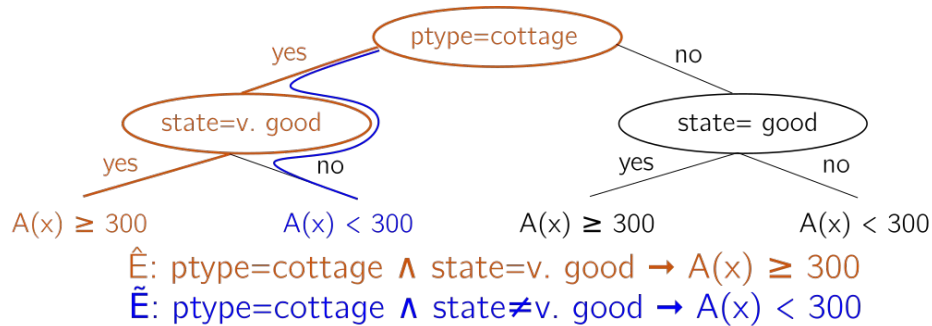 ptype=cottage
yes
no
state=v. good
state= good
yes
no
yes
no
A(x) ≥ 300
A(x) < 300
A(x) ≥ 300
A(x) < 300
Ê: ptype=cottage ∧ state=v. good → A(x) ≥ 300
Ẽ: ptype=cottage ∧ state≠v. good → A(x) < 300